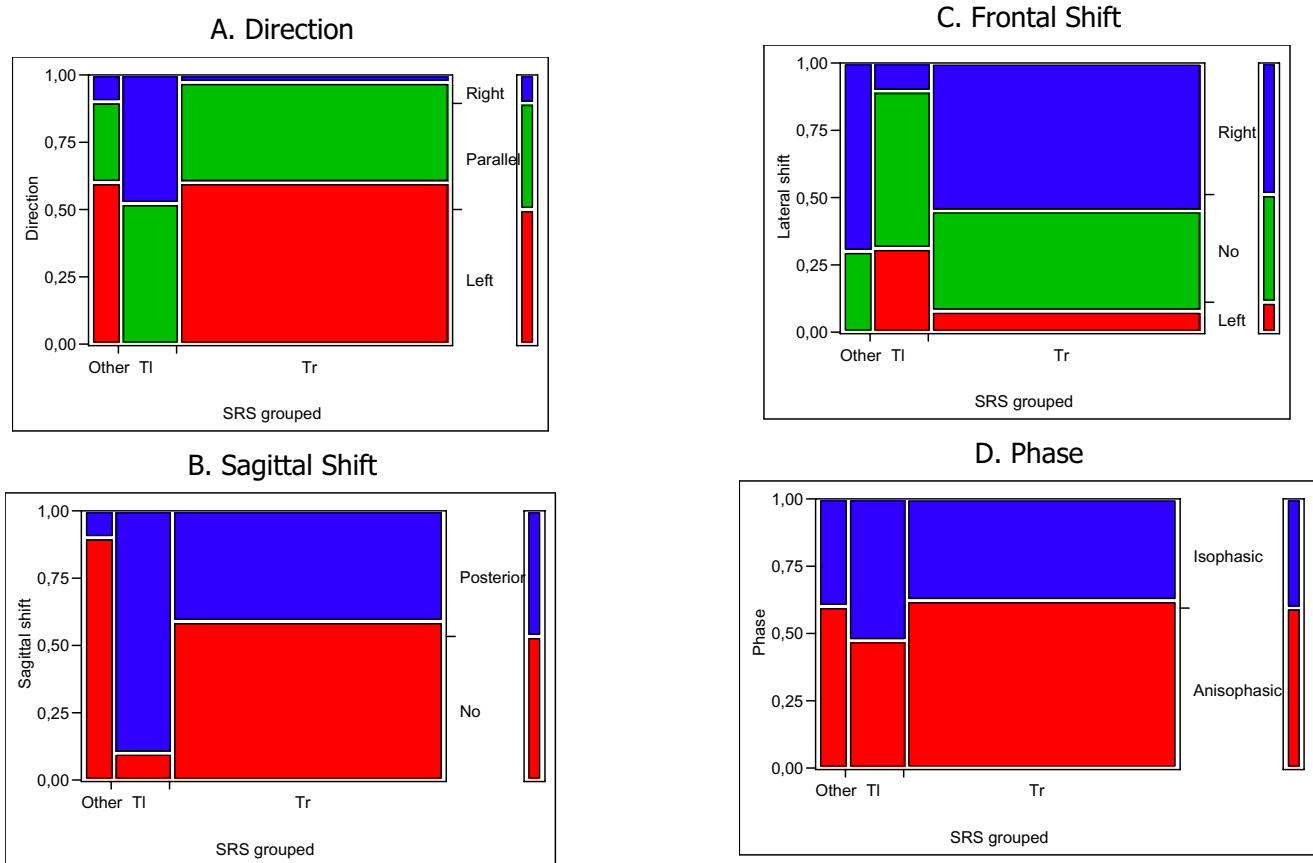 A. Direction
1,00
0,75
0,50
0,25
0,00
Direction
Right
Parallel
Left
Other Tl Tr
SRS grouped
C. Frontal Shift
1,00
0,75
0,50
0,25
0,00
Lateral shift
Right
No
Left
Other Tl Tr
SRS grouped
B. Sagittal Shift
1,00
0,75
0,50
0,25
0,00
Sagittal shift
Posterior
No
Other Tl Tr
SRS grouped
D. Phase
1,00
0,75
0,50
0,25
0,00
Phase
Isophasic
Anisophasic
Other Tl Tr
SRS grouped